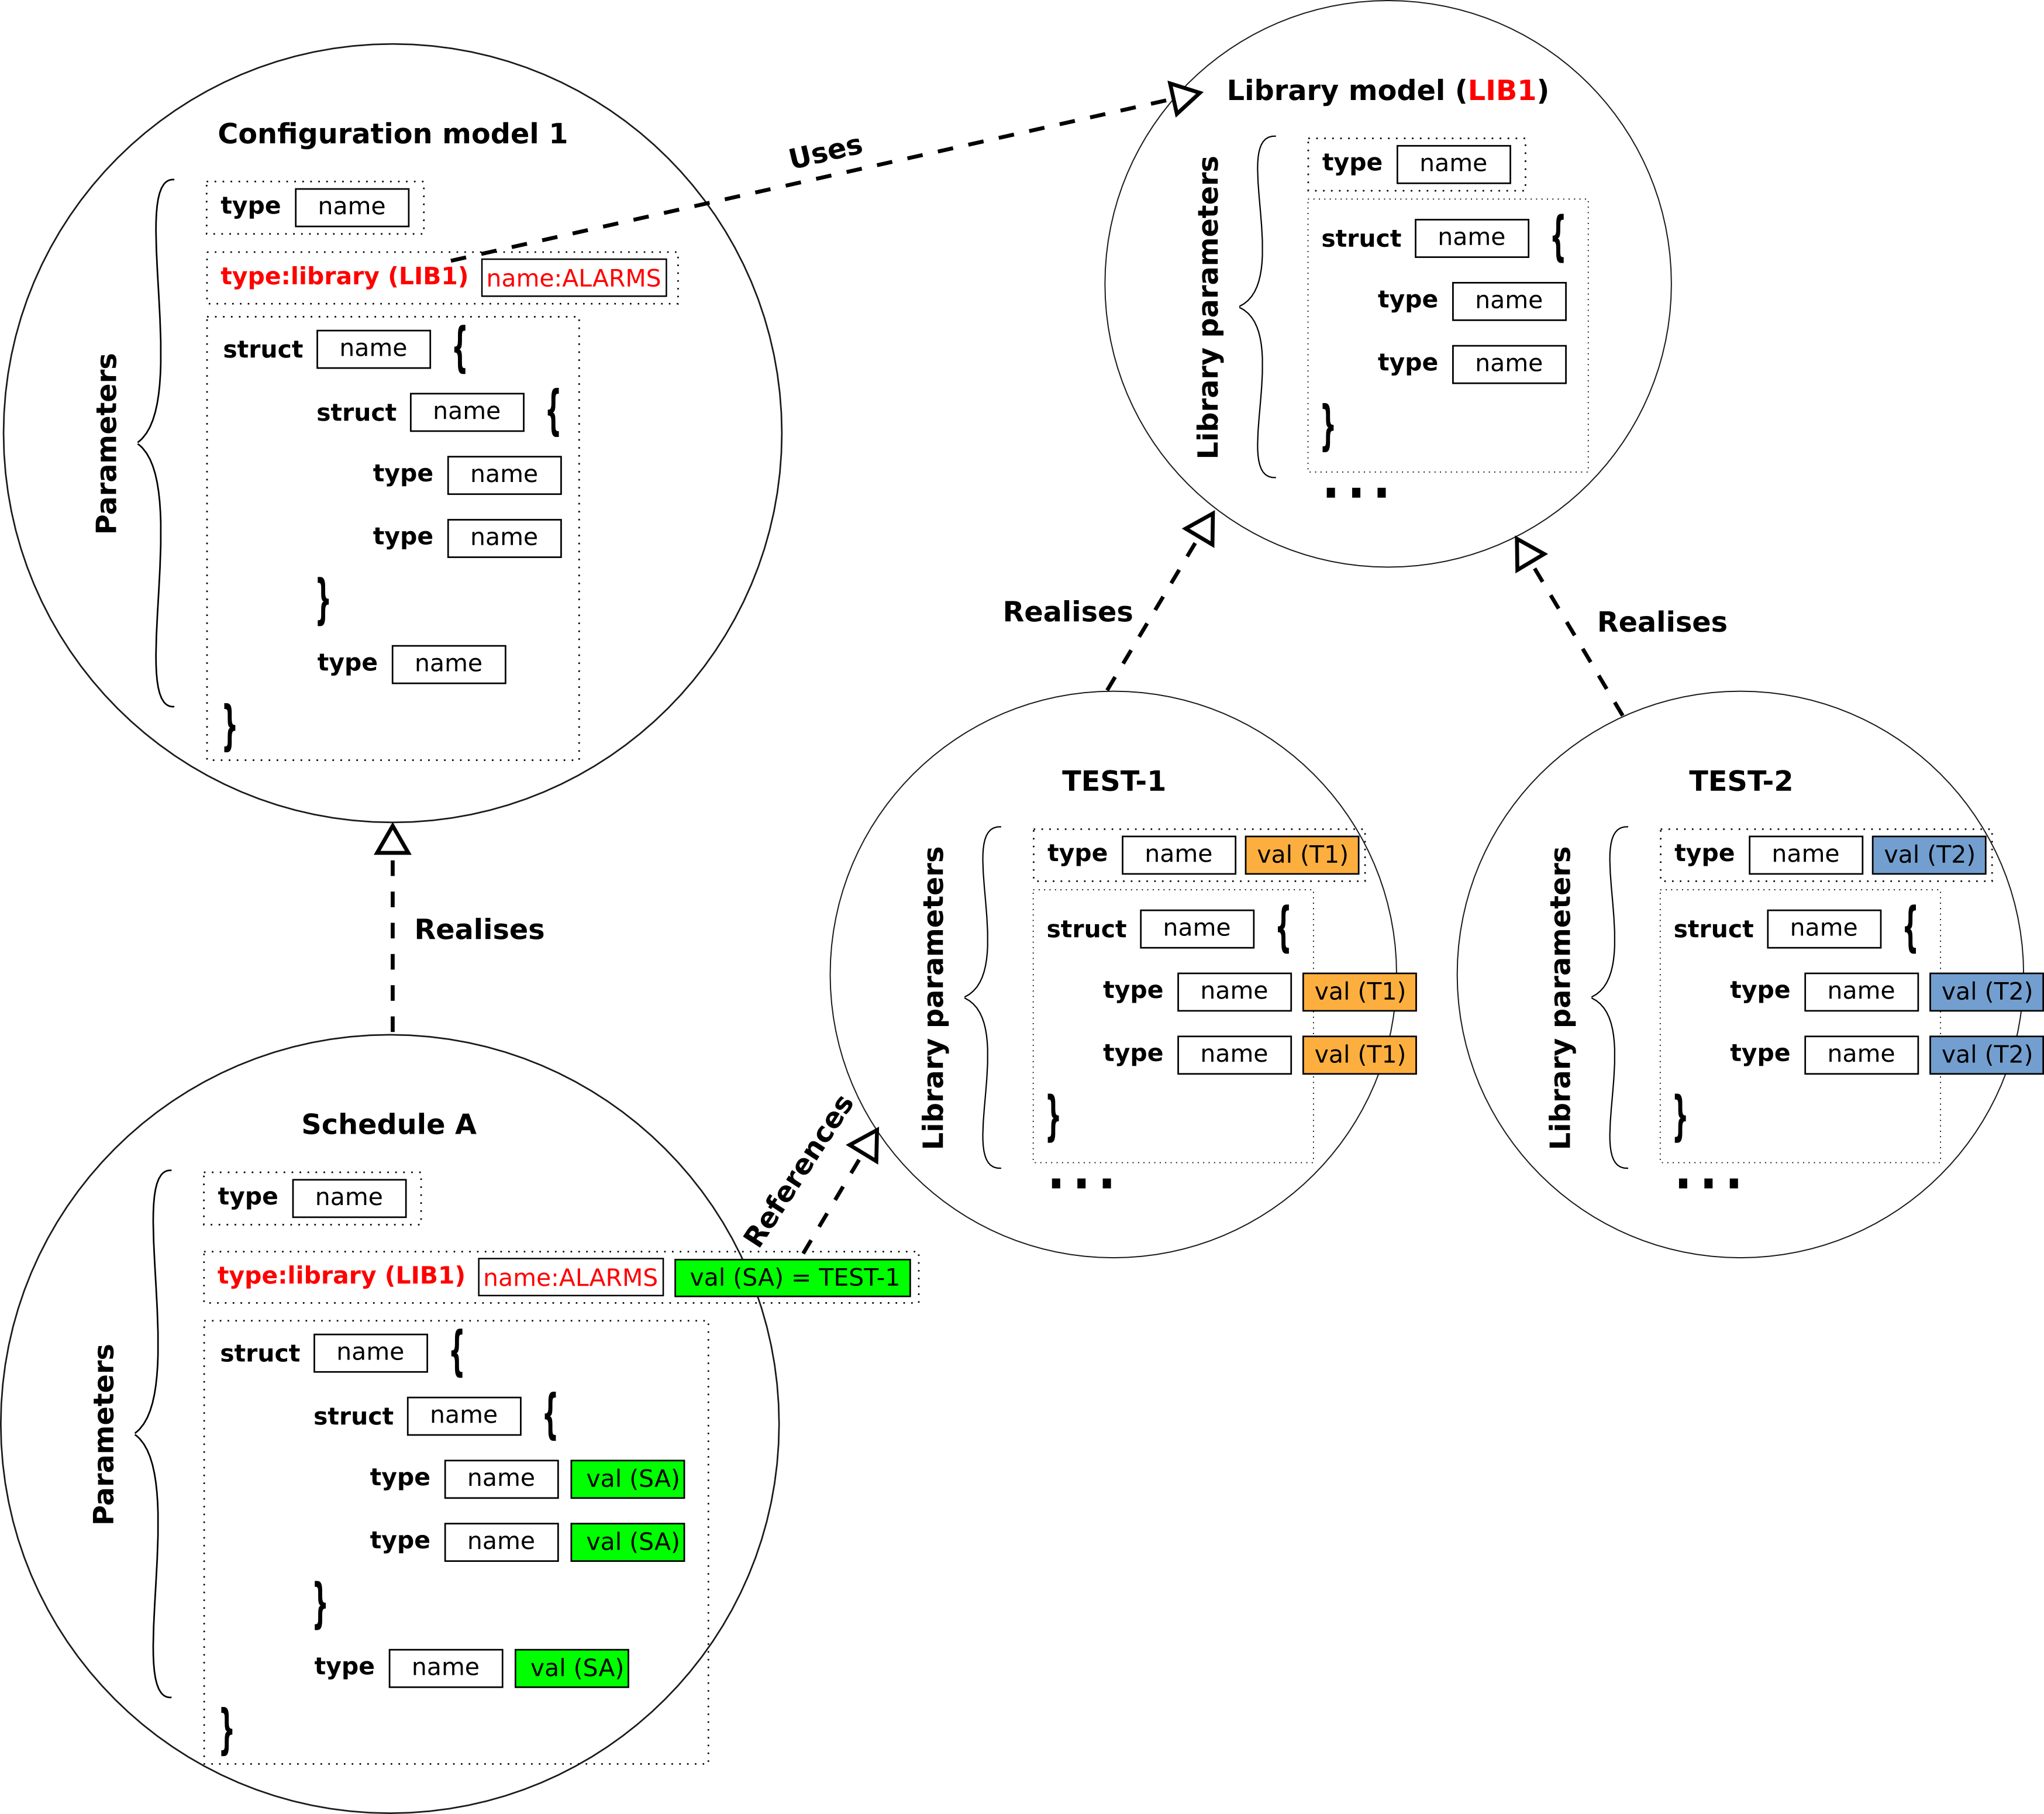 Configuration model 1
Parameters
type name
type:library (LIB1) name:ALARMS
struct name {
struct name {
type name
type name
}
type name
}
Uses
Library model (LIB1)
Library parameters
type name
struct name {
type name
type name
}
...
Realises
Realises
Realises
TEST-1
Library parameters
type name val (T1)
struct name {
type name val (T1)
type name val (T1)
}
...
TEST-2
Library parameters
type name val (T2)
struct name {
type name val (T2)
type name val (T2)
}
...
References
Schedule A
Parameters
type name
type:library (LIB1) name:ALARMS val (SA) = TEST-1
struct name {
struct name {
type name val (SA)
type name val (SA)
}
type name val (SA)
}